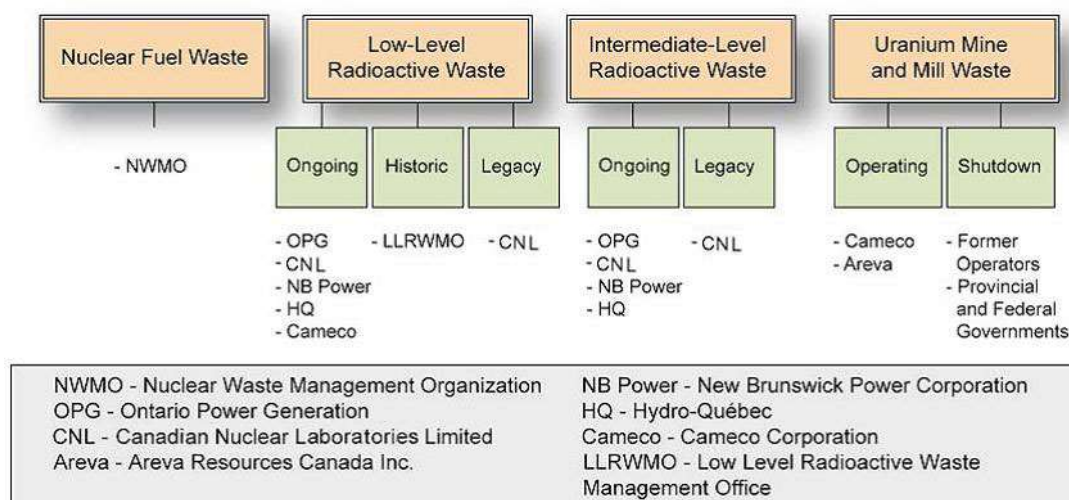 Nuclear Fuel Waste
- NWMO
Low-Level
Radioactive Waste
Ongoing
- OPG
- CNL
- NB Power
- HQ
- Cameco
Historic
- LLRWMO
Legacy
- CNL
Intermediate-Level
Radioactive Waste
Ongoing
- OPG
- CNL
- NB Power
- HQ
Legacy
- CNL
Uranium Mine
and Mill Waste
Operating
- Cameco
- Areva
Shutdown
- Former
Operators
- Provincial
and Federal
Governments
NWMO - Nuclear Waste Management Organization
OPG - Ontario Power Generation
CNL - Canadian Nuclear Laboratories Limited
Areva - Areva Resources Canada Inc.
NB Power - New Brunswick Power Corporation
HQ - Hydro-Québec
Cameco - Cameco Corporation
LLRWMO - Low Level Radioactive Waste
Management Office